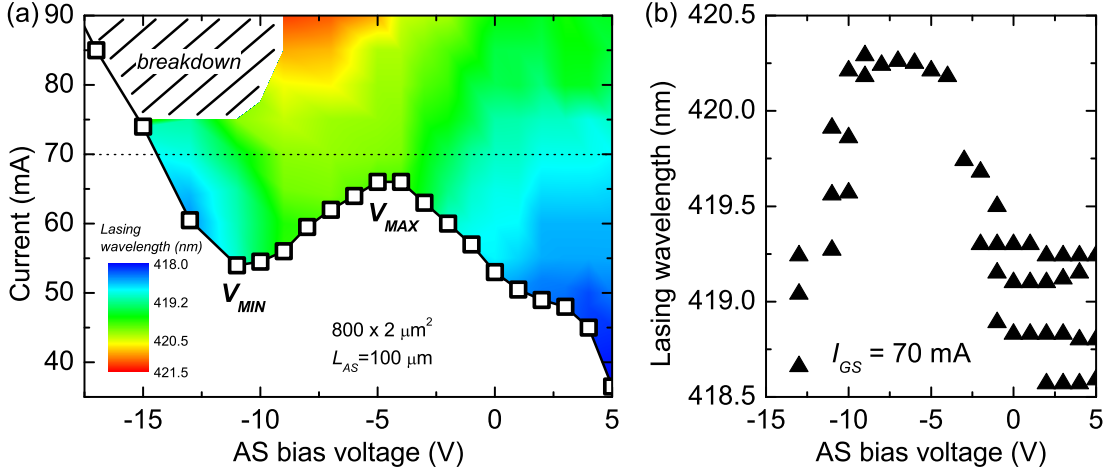 (a)
90
80
70
60
50
40
Current (mA)
breakdown
V_MAX
V_MIN
Lasing
wavelength (nm)
418.0
419.2
420.5
421.5
800 x 2 μm²
L_AS=100 μm
-15
-10
-5
0
5
AS bias voltage (V)
(b)
420.5
420.0
419.5
419.0
418.5
Lasing wavelength (nm)
I_GS = 70 mA
-15
-10
-5
0
5
AS bias voltage (V)